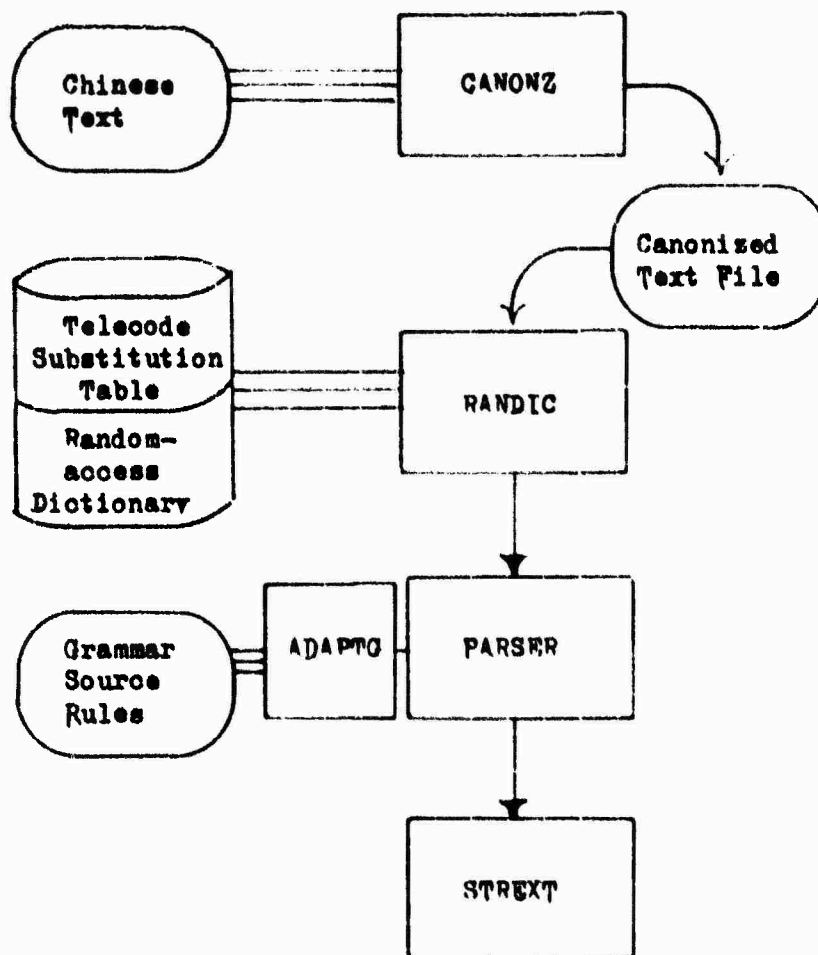 Chinese
Text
CANONZ
Canonized
Text File
Telecode
Substitution
Table
Random-
access
Dictionary
RANDIC
Grammar
Source
Rules
ADAPTG
PARSER
STREXT